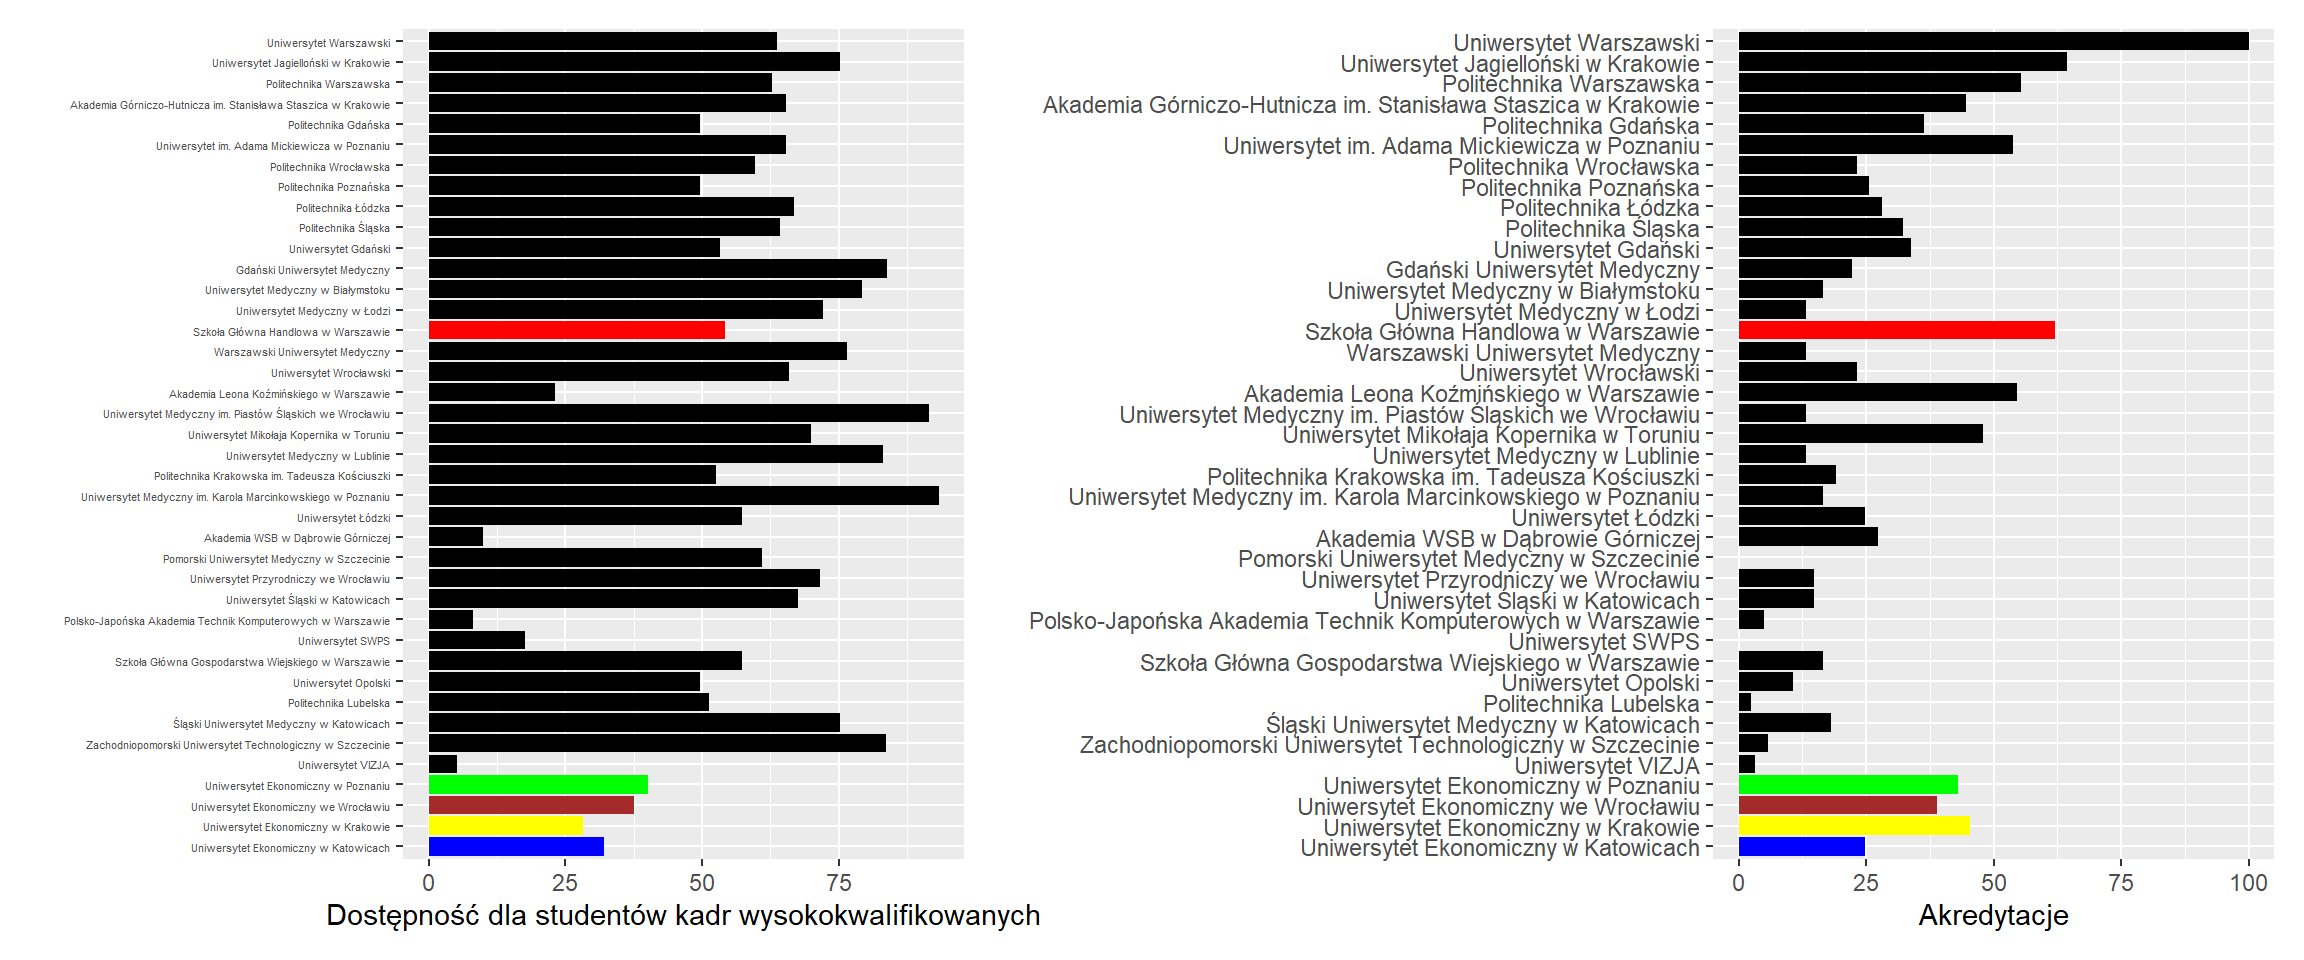 Uniwersytet Warszawski
Uniwersytet Jagielloński w Krakowie
Politechnika Warszawska
Akademia Górniczo-Hutnicza im. Stanisława Staszica w Krakowie
Politechnika Gdańska
Uniwersytet im. Adama Mickiewicza w Poznaniu
Politechnika Wrocławska
Politechnika Poznańska
Politechnika Łódzka
Politechnika Śląska
Uniwersytet Gdański
Gdański Uniwersytet Medyczny
Uniwersytet Medyczny w Białymstoku
Uniwersytet Medyczny w Łodzi
Szkoła Główna Handlowa w Warszawie
Warszawski Uniwersytet Medyczny
Uniwersytet Wrocławski
Akademia Leona Koźmińskiego w Warszawie
Uniwersytet Medyczny im. Piastów Śląskich we Wrocławiu
Uniwersytet Mikołaja Kopernika w Toruniu
Uniwersytet Medyczny w Lublinie
Politechnika Krakowska im. Tadeusza Kościuszki
Uniwersytet Medyczny im. Karola Marcinkowskiego w Poznaniu
Uniwersytet Łódzki
Akademia WSB w Dąbrowie Górniczej
Pomorski Uniwersytet Medyczny w Szczecinie
Uniwersytet Przyrodniczy we Wrocławiu
Uniwersytet Śląski w Katowicach
Polsko-Japońska Akademia Technik Komputerowych w Warszawie
Uniwersytet SWPS
Szkoła Główna Gospodarstwa Wiejskiego w Warszawie
Uniwersytet Opolski
Politechnika Lubelska
Śląski Uniwersytet Medyczny w Katowicach
Zachodniopomorski Uniwersytet Technologiczny w Szczecinie
Uniwersytet VIZJA
Uniwersytet Ekonomiczny w Poznaniu
Uniwersytet Ekonomiczny we Wrocławiu
Uniwersytet Ekonomiczny w Krakowie
Uniwersytet Ekonomiczny w Katowicach
0 25 50 75
Dostępność dla studentów kadr wysokokwalifikowanych
Uniwersytet Warszawski
Uniwersytet Jagielloński w Krakowie
Politechnika Warszawska
Akademia Górniczo-Hutnicza im. Stanisława Staszica w Krakowie
Politechnika Gdańska
Uniwersytet im. Adama Mickiewicza w Poznaniu
Politechnika Wrocławska
Politechnika Poznańska
Politechnika Łódzka
Politechnika Śląska
Uniwersytet Gdański
Gdański Uniwersytet Medyczny
Uniwersytet Medyczny w Białymstoku
Uniwersytet Medyczny w Łodzi
Szkoła Główna Handlowa w Warszawie
Warszawski Uniwersytet Medyczny
Uniwersytet Wrocławski
Akademia Leona Koźmińskiego w Warszawie
Uniwersytet Medyczny im. Piastów Śląskich we Wrocławiu
Uniwersytet Mikołaja Kopernika w Toruniu
Uniwersytet Medyczny w Lublinie
Politechnika Krakowska im. Tadeusza Kościuszki
Uniwersytet Medyczny im. Karola Marcinkowskiego w Poznaniu
Uniwersytet Łódzki
Akademia WSB w Dąbrowie Górniczej
Pomorski Uniwersytet Medyczny w Szczecinie
Uniwersytet Przyrodniczy we Wrocławiu
Uniwersytet Śląski w Katowicach
Polsko-Japońska Akademia Technik Komputerowych w Warszawie
Uniwersytet SWPS
Szkoła Główna Gospodarstwa Wiejskiego w Warszawie
Uniwersytet Opolski
Politechnika Lubelska
Śląski Uniwersytet Medyczny w Katowicach
Zachodniopomorski Uniwersytet Technologiczny w Szczecinie
Uniwersytet VIZJA
Uniwersytet Ekonomiczny w Poznaniu
Uniwersytet Ekonomiczny we Wrocławiu
Uniwersytet Ekonomiczny w Krakowie
Uniwersytet Ekonomiczny w Katowicach
0 25 50 75 100
Akredytacje